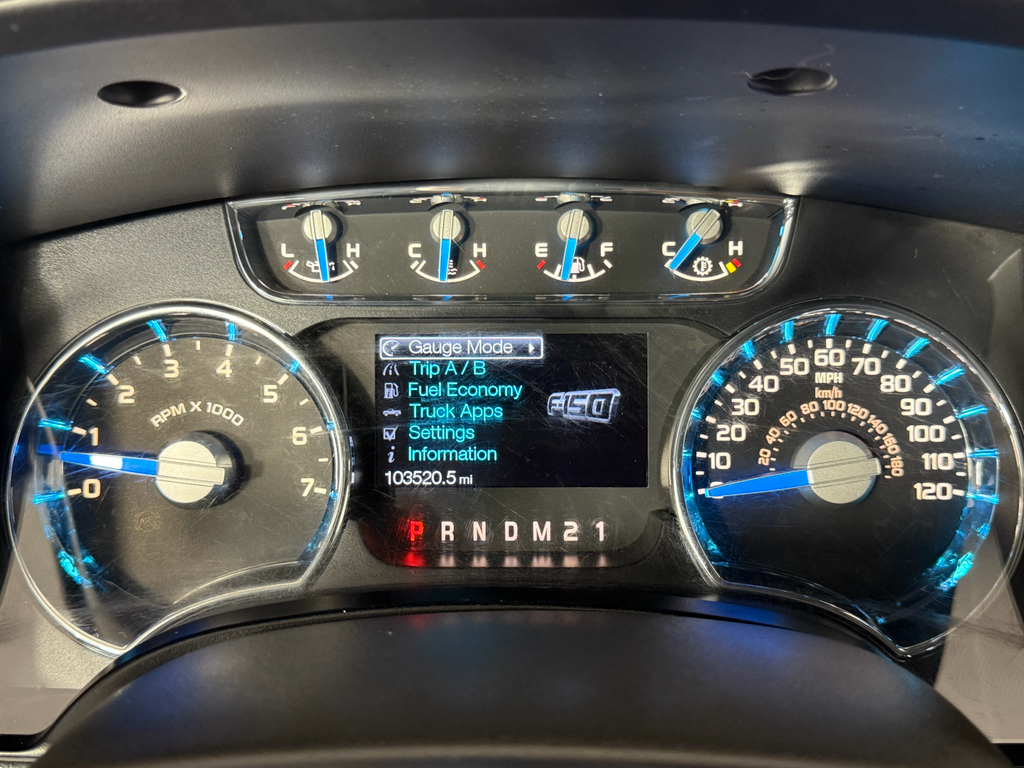 L H
C H
E F
C H
Gauge Mode
Trip A / B
Fuel Economy
Truck Apps
Settings
Information
103520.5 mi
F150
P R N D M 2 1
0 1 2 3 4 5 6 7
RPM X 1000
0 10 20 30 40 50 60 70 80 90 100 110 120
MPH
km/h
20 40 60 80 100 120 140 160 180